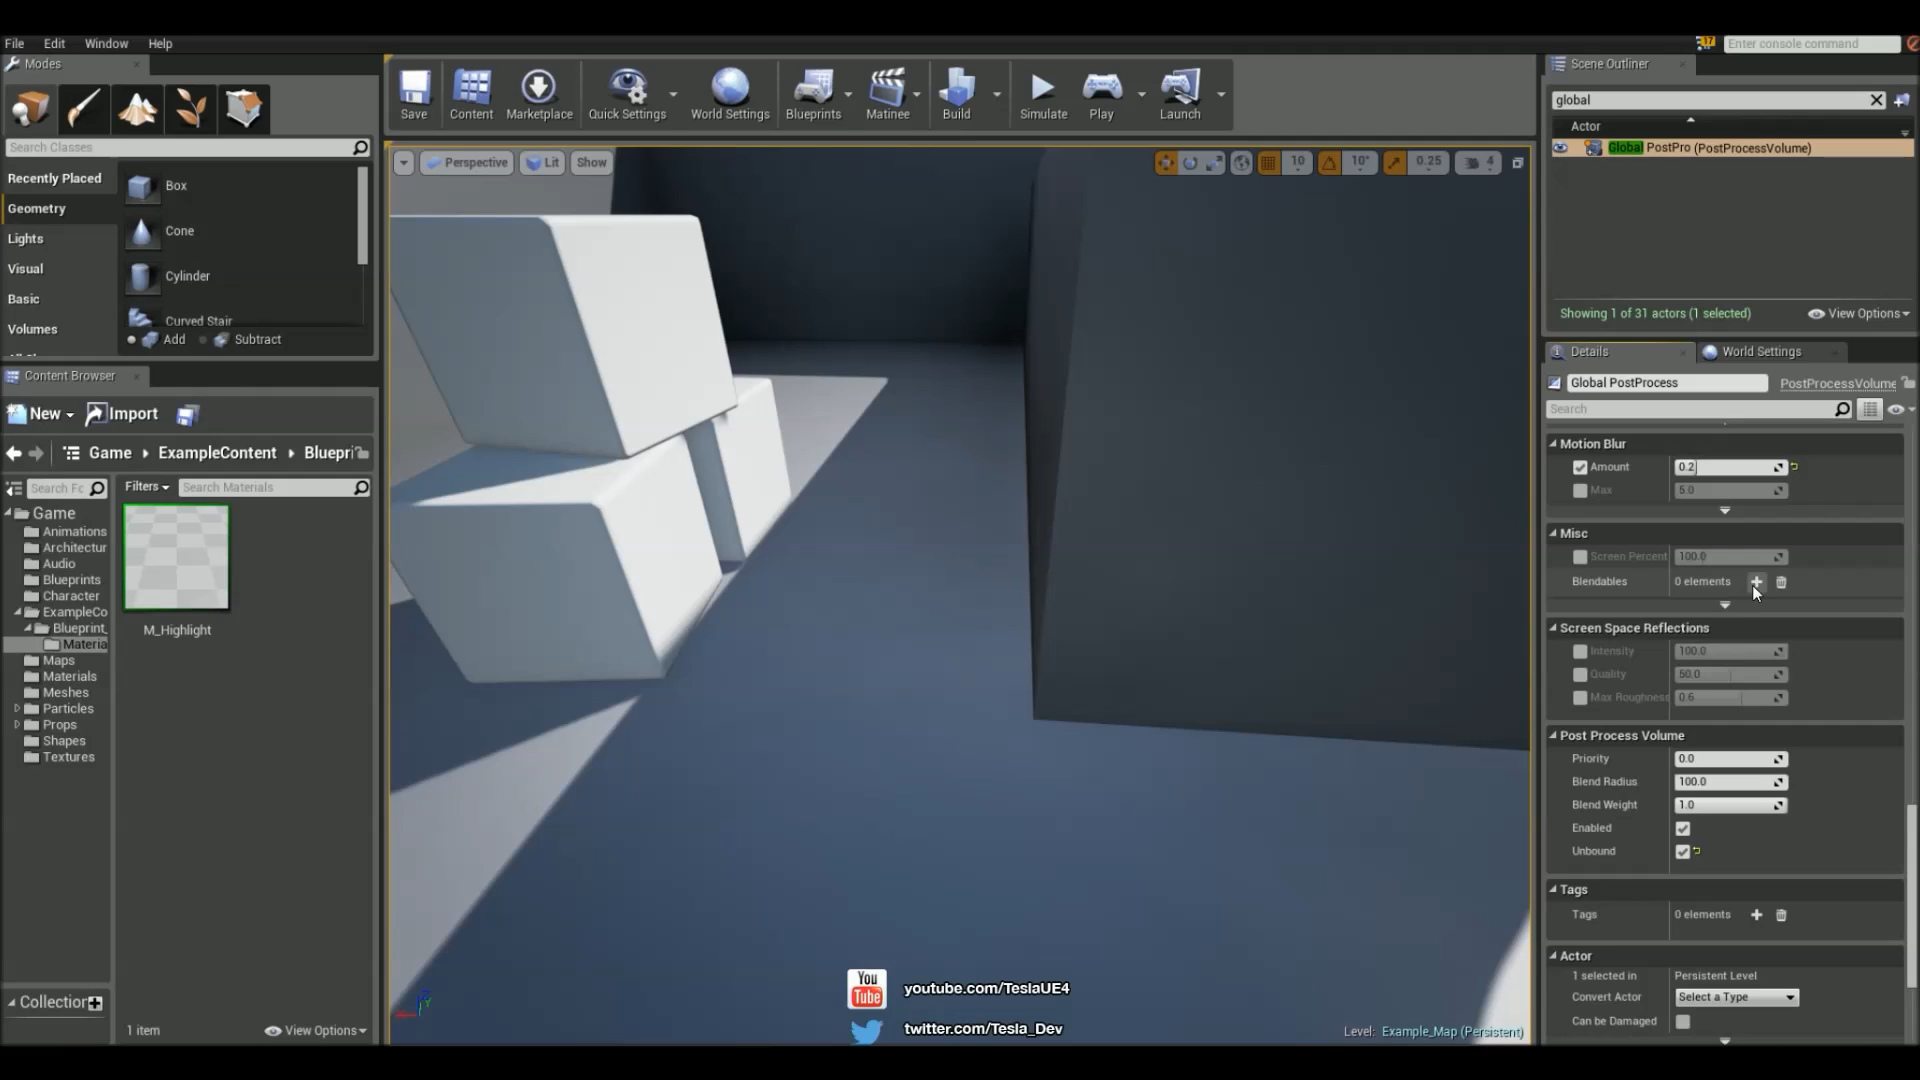 File Edit Window Help
17 Enter console command
Modes
Search Classes
Recently Placed
Geometry
Lights
Visual
Basic
Volumes
Box
Cone
Cylinder
Curved Stair
Add Subtract
Save Content Marketplace Quick Settings World Settings Blueprints Matinee Build Simulate Play Launch
Perspective Lit Show 10 10° 0.25 4
Scene Outliner
global
Actor
Global PostPro (PostProcessVolume)
Showing 1 of 31 actors (1 selected) View Options
Content Browser
New Import
Game ExampleContent Bluepri
Search Fc
Filters Search Materials
Game
Animations
Architectur
Audio
Blueprints
Character
ExampleCo
Blueprint_
Materia
Maps
Materials
Meshes
Particles
Props
Shapes
Textures
M_Highlight
Collection
1 item View Options
Details World Settings
Global PostProcess PostProcessVolume
Search
Motion Blur
Amount 0.2
Max 5.0
Misc
Screen Percent 100.0
Blendables 0 elements
Screen Space Reflections
Intensity 100.0
Quality 50.0
Max Roughness 0.6
Post Process Volume
Priority 0.0
Blend Radius 100.0
Blend Weight 1.0
Enabled
Unbound
Tags
Tags 0 elements
Actor
1 selected in Persistent Level
Convert Actor Select a Type
Can be Damaged
You Tube youtube.com/TeslaUE4
twitter.com/Tesla_Dev
Level: Example_Map (Persistent)